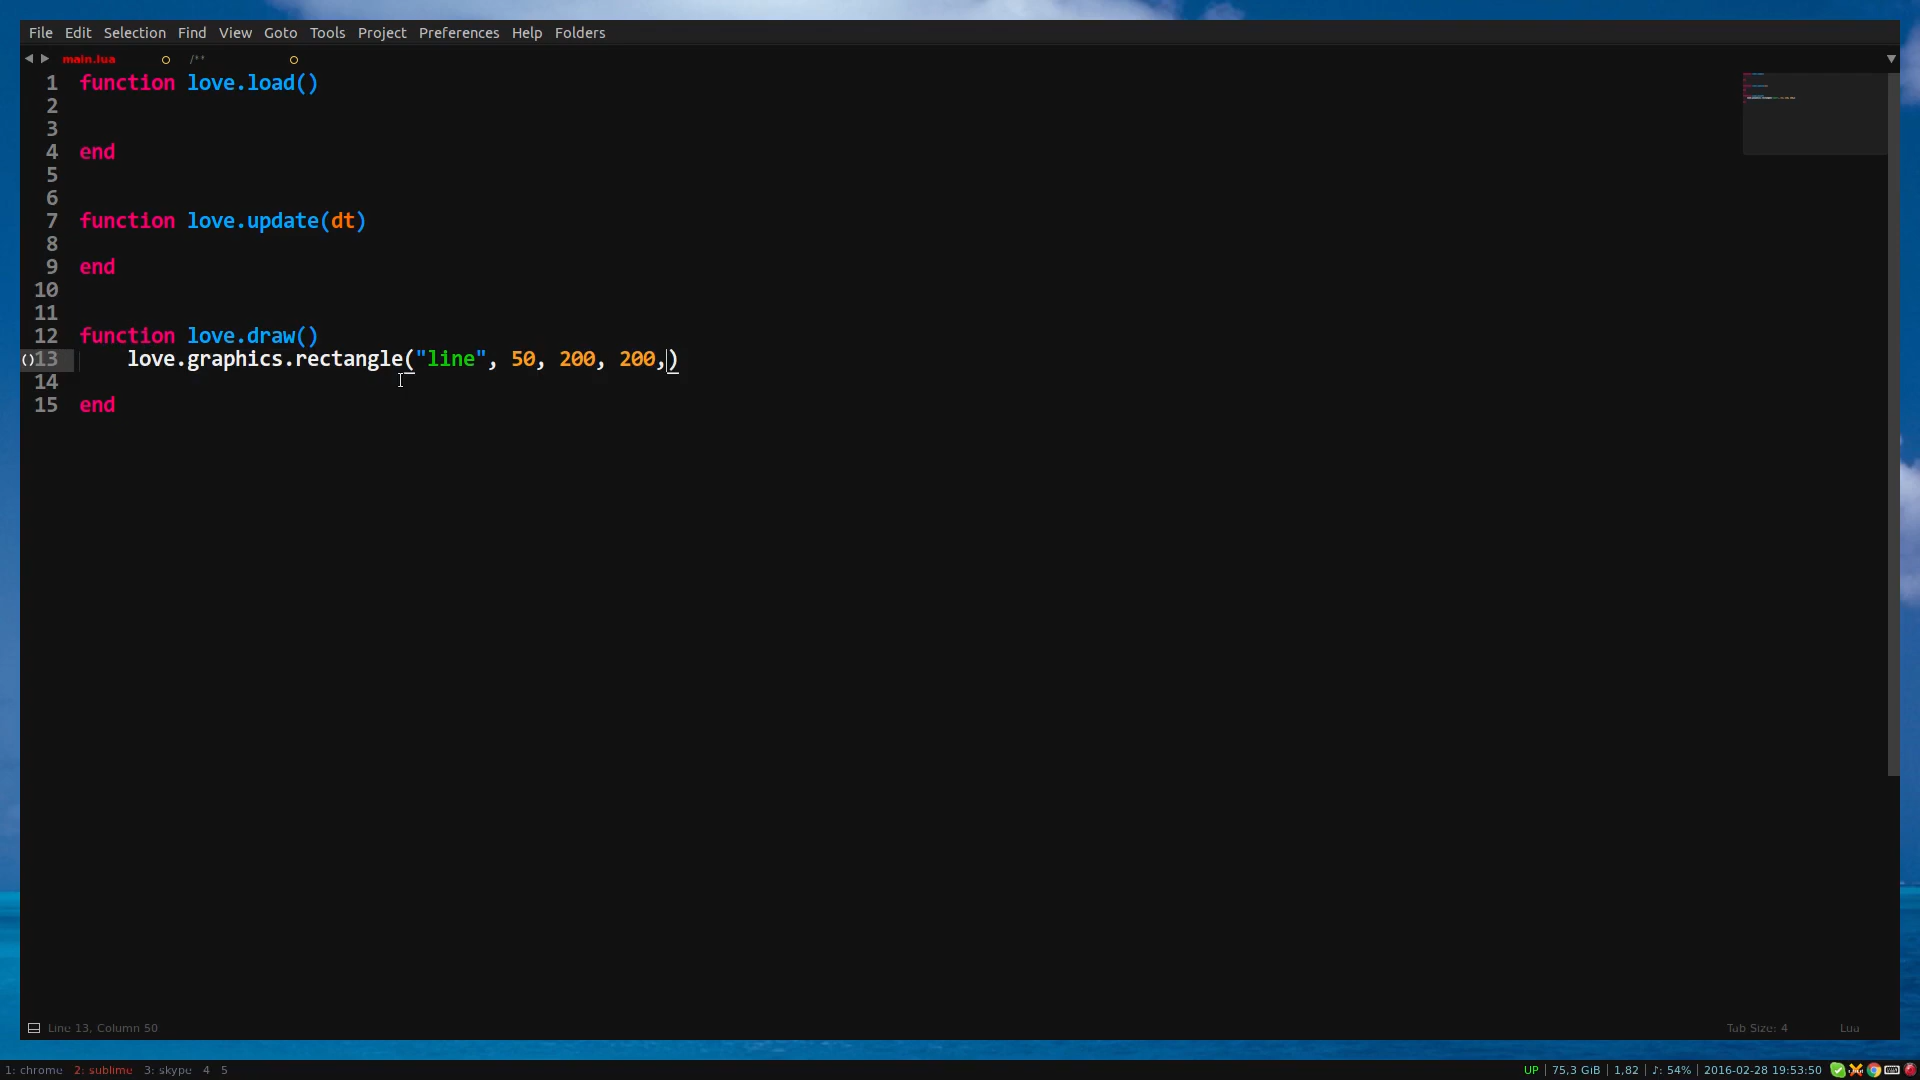 File Edit Selection Find View Goto Tools Project Preferences Help Folders
main.lua /**
1 function love.load()
2
3
4 end
5
6
7 function love.update(dt)
8
9 end
10
11
12 function love.draw()
13 love.graphics.rectangle("line", 50, 200, 200,)
14
15 end
Line 13, Column 50 Tab Size: 4 Lua
1: chrome 2: sublime 3: skype 4 5 UP | 75,3 GiB | 1,82 | ♪: 54% | 2016-02-28 19:53:50